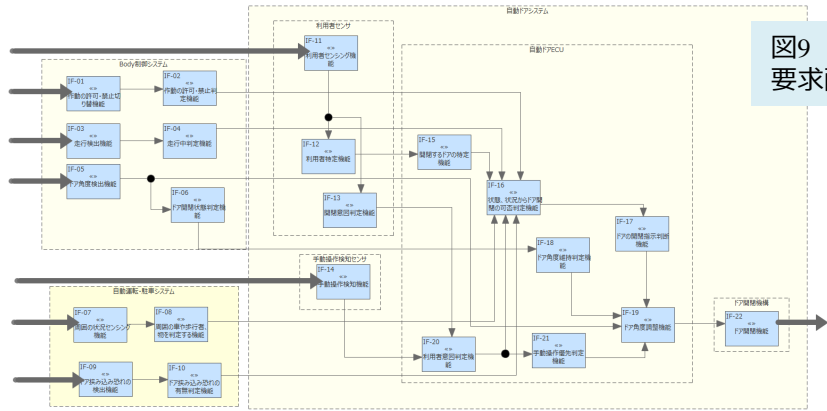 自動ドアシステム
利用者センサ
IF-11
<<>>
利用者センシング機
能
自動ドアECU
図9
要求
Body制御システム
IF-01
<<>>
作動の許可・禁止切
り替機能
IF-02
<<>>
作動の許可・禁止判
定機能
IF-03
<<>>
走行検出機能
IF-04
<<>>
走行中判定機能
IF-05
<<>>
ドア角度検出機能
IF-06
<<>>
ドア開閉状態判定機
能
IF-12
<<>>
利用者特定機能
IF-13
<<>>
開閉意図判定機能
IF-15
<<>>
開閉するドアの特定
機能
IF-16
<<>>
状態、状況からドア開
閉の可否判定機能
IF-17
<<>>
ドアの開閉指示判断
機能
IF-18
<<>>
ドア角度維持判定機
能
手動操作検知センサ
IF-14
<<>>
手動操作検知機能
自動運転・駐車システム
IF-07
<<>>
周囲の状況センシング
機能
IF-08
<<>>
周囲の車や歩行者、
物を判定する機能
IF-09
<<>>
ドア挟み込み恐れの
検出機能
IF-10
<<>>
ドア挟み込み恐れの
有無判定機能
IF-19
<<>>
ドア角度調整機能
IF-20
<<>>
利用者意図判定機能
IF-21
<<>>
手動操作優先判定
機能
ドア開閉機構
IF-22
<<>>
ドア開閉機能